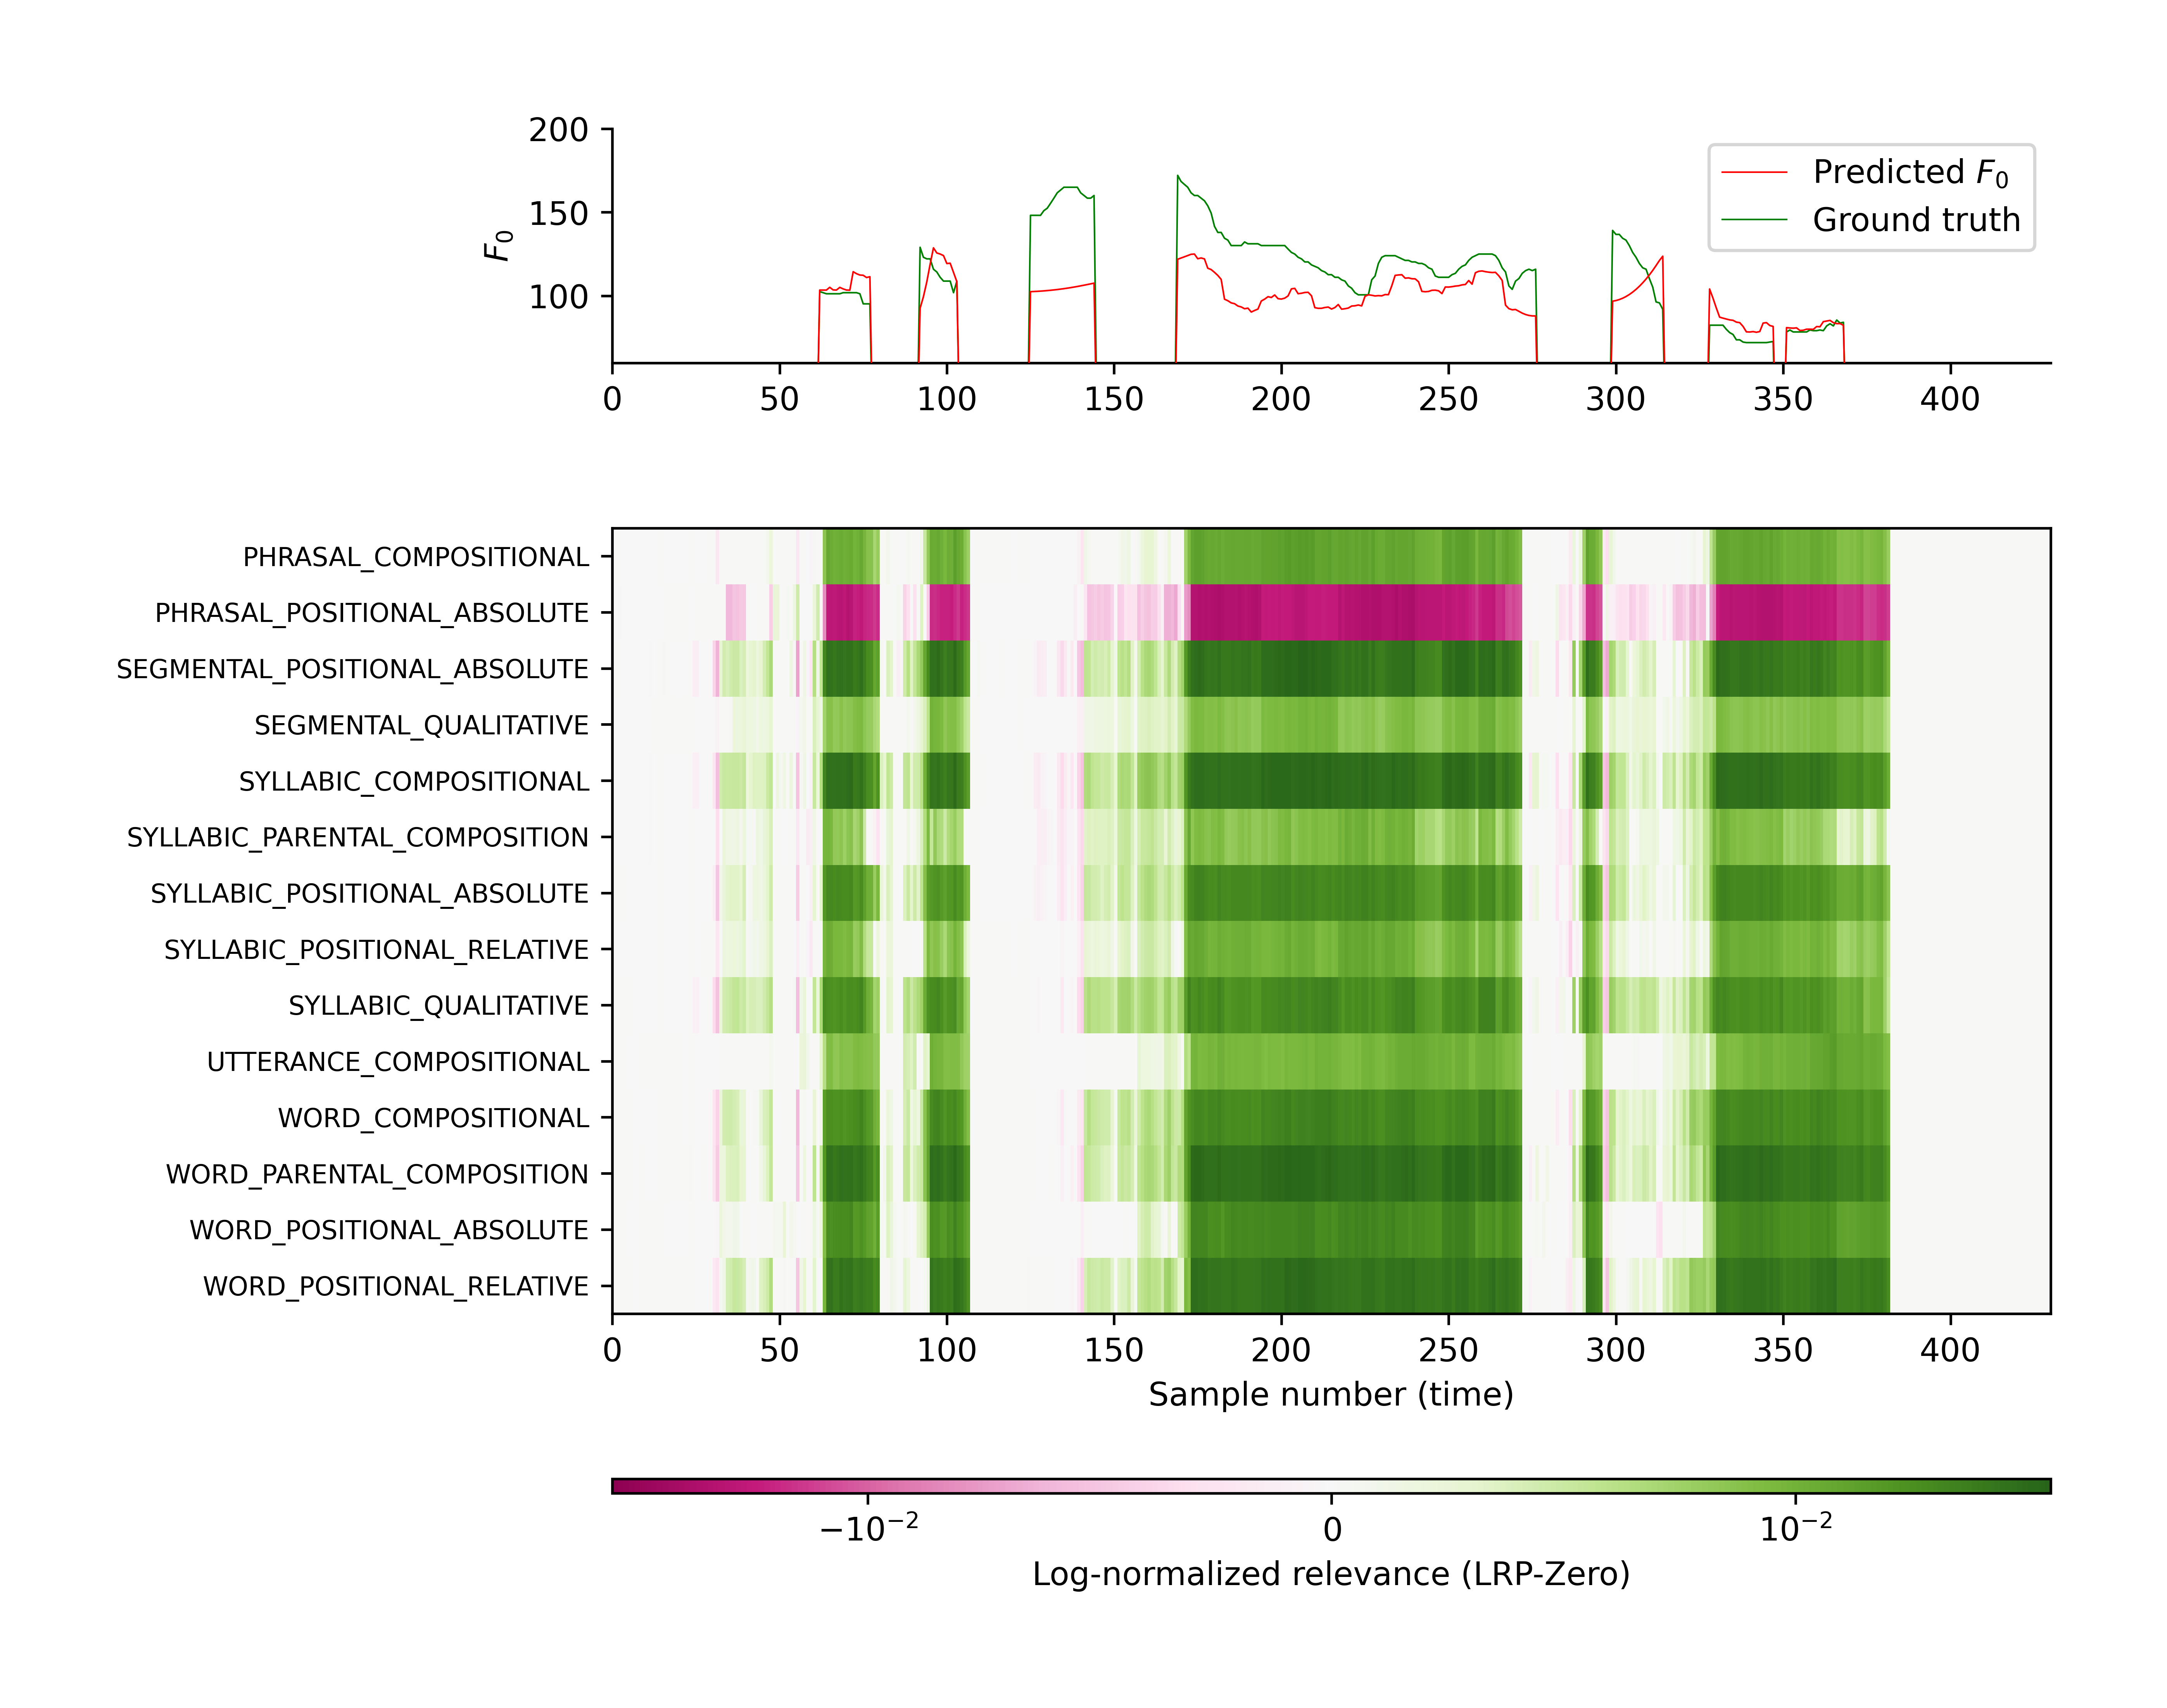 200
150
100
F₀
Predicted F₀
Ground truth
0 50 100 150 200 250 300 350 400
PHRASAL_COMPOSITIONAL
PHRASAL_POSITIONAL_ABSOLUTE
SEGMENTAL_POSITIONAL_ABSOLUTE
SEGMENTAL_QUALITATIVE
SYLLABIC_COMPOSITIONAL
SYLLABIC_PARENTAL_COMPOSITION
SYLLABIC_POSITIONAL_ABSOLUTE
SYLLABIC_POSITIONAL_RELATIVE
SYLLABIC_QUALITATIVE
UTTERANCE_COMPOSITIONAL
WORD_COMPOSITIONAL
WORD_PARENTAL_COMPOSITION
WORD_POSITIONAL_ABSOLUTE
WORD_POSITIONAL_RELATIVE
0 50 100 150 200 250 300 350 400
Sample number (time)
−10⁻² 0 10⁻²
Log-normalized relevance (LRP-Zero)